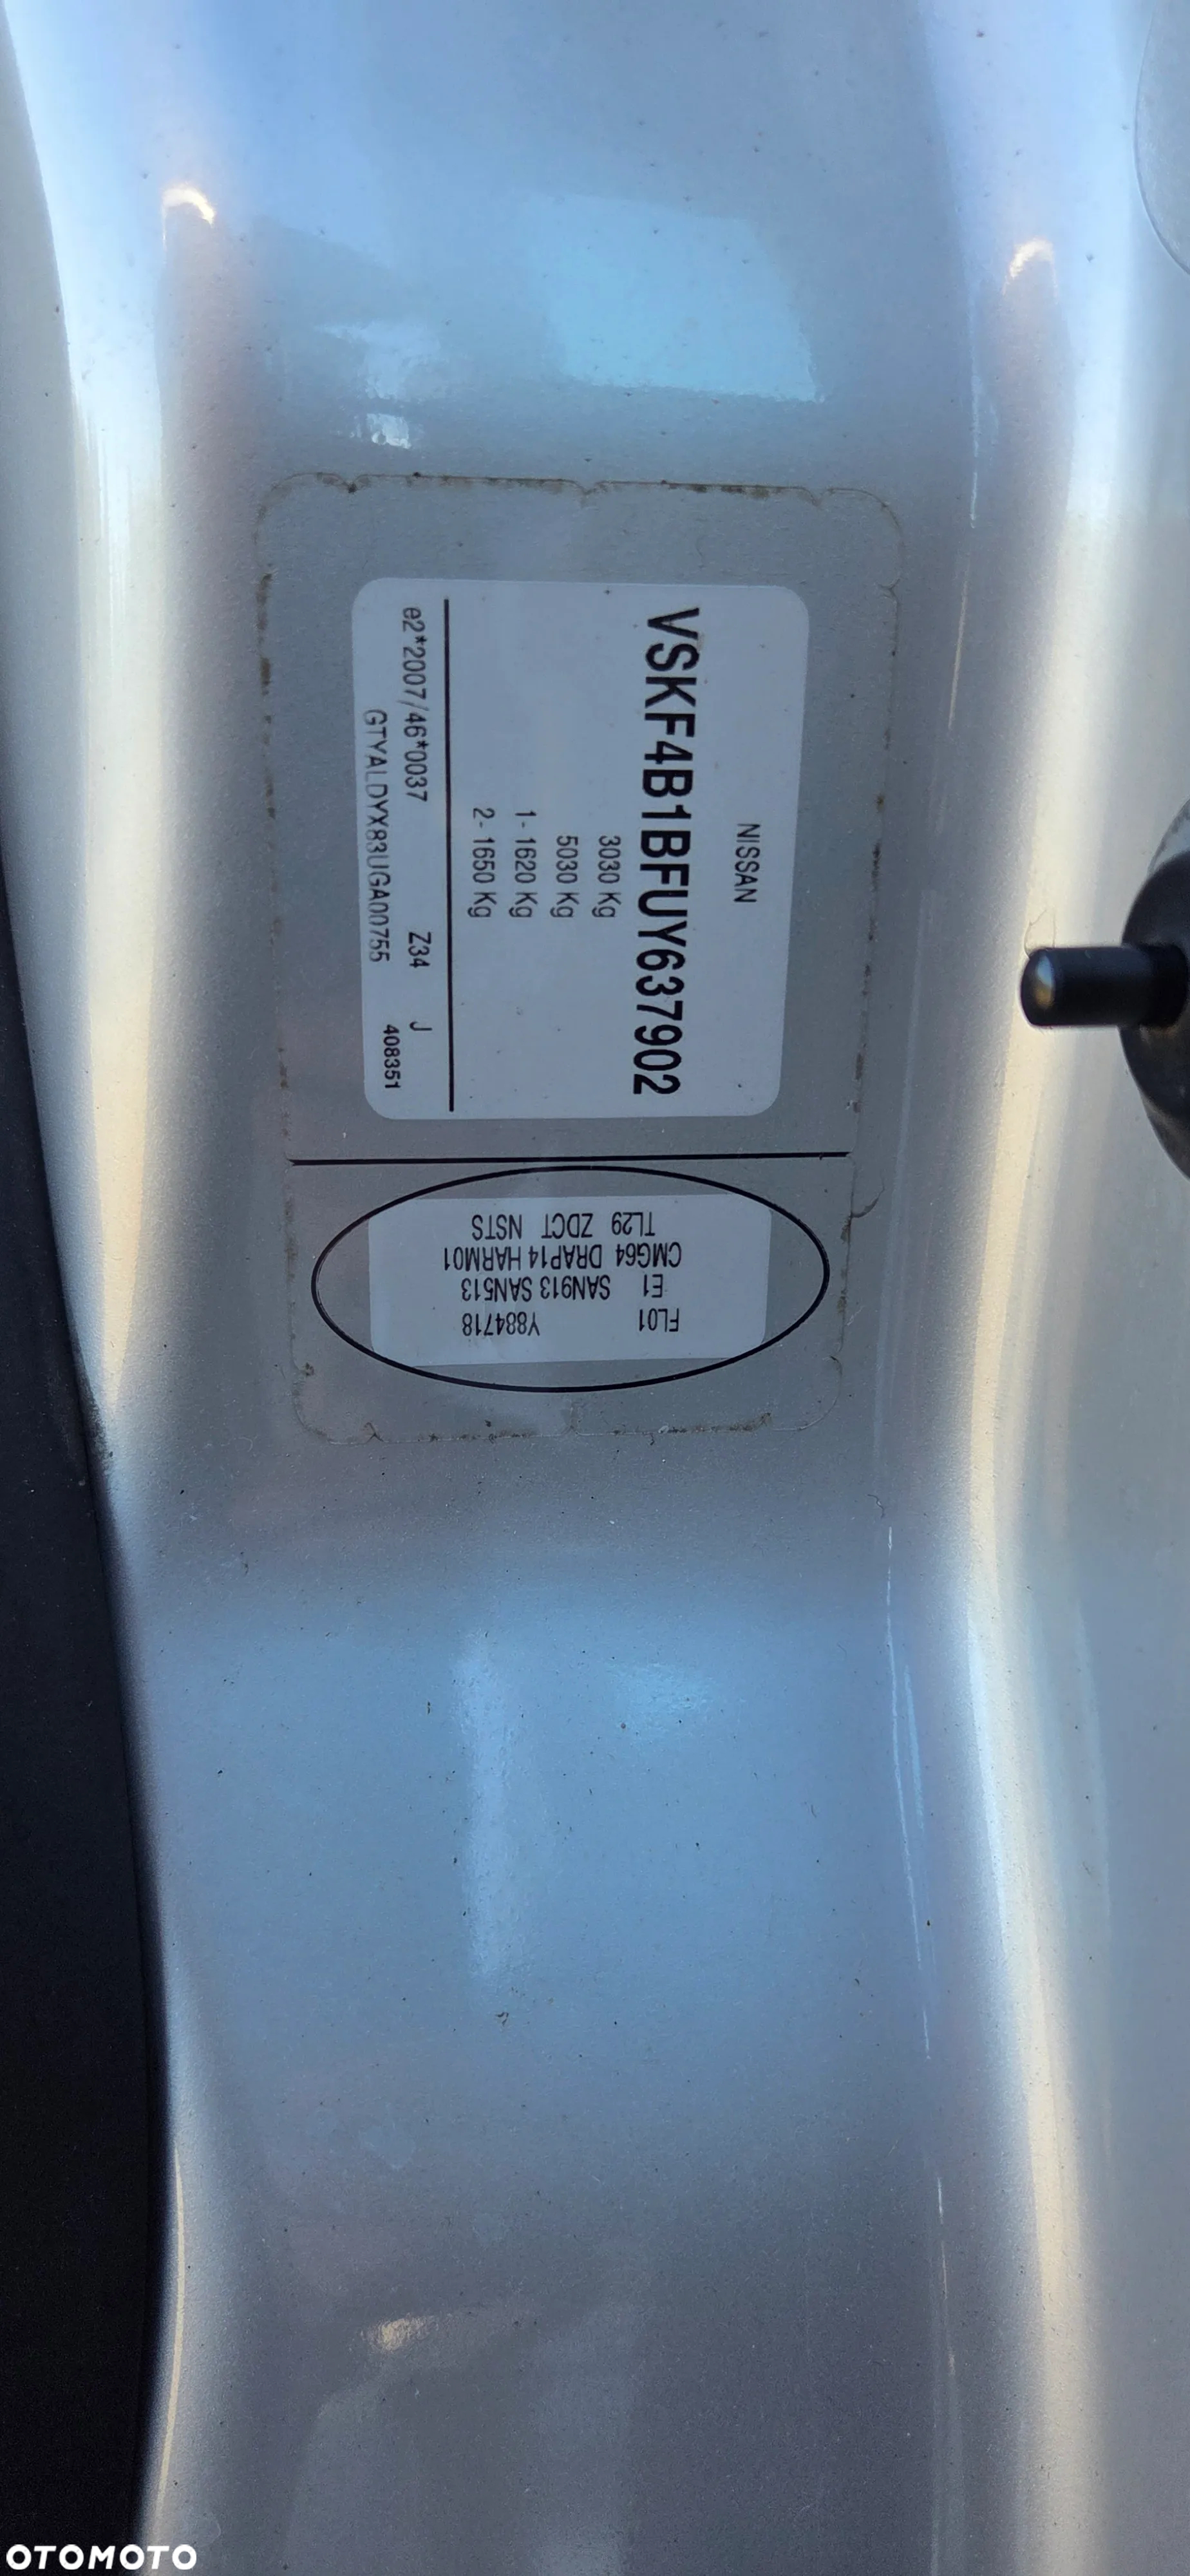 NISSAN
VSKF4B1BFUY637902
3030 Kg
5030 Kg
1- 1620 Kg
2- 1650 Kg
e2*2007/46*0037 Z34 J
GTYALDYX83UGA00755 408351
FL01 Y884718
E1 SAN913 SAN513
CMG64 DRAP14 HARM01
TL29 ZDCT NSTS
OTOMOTO